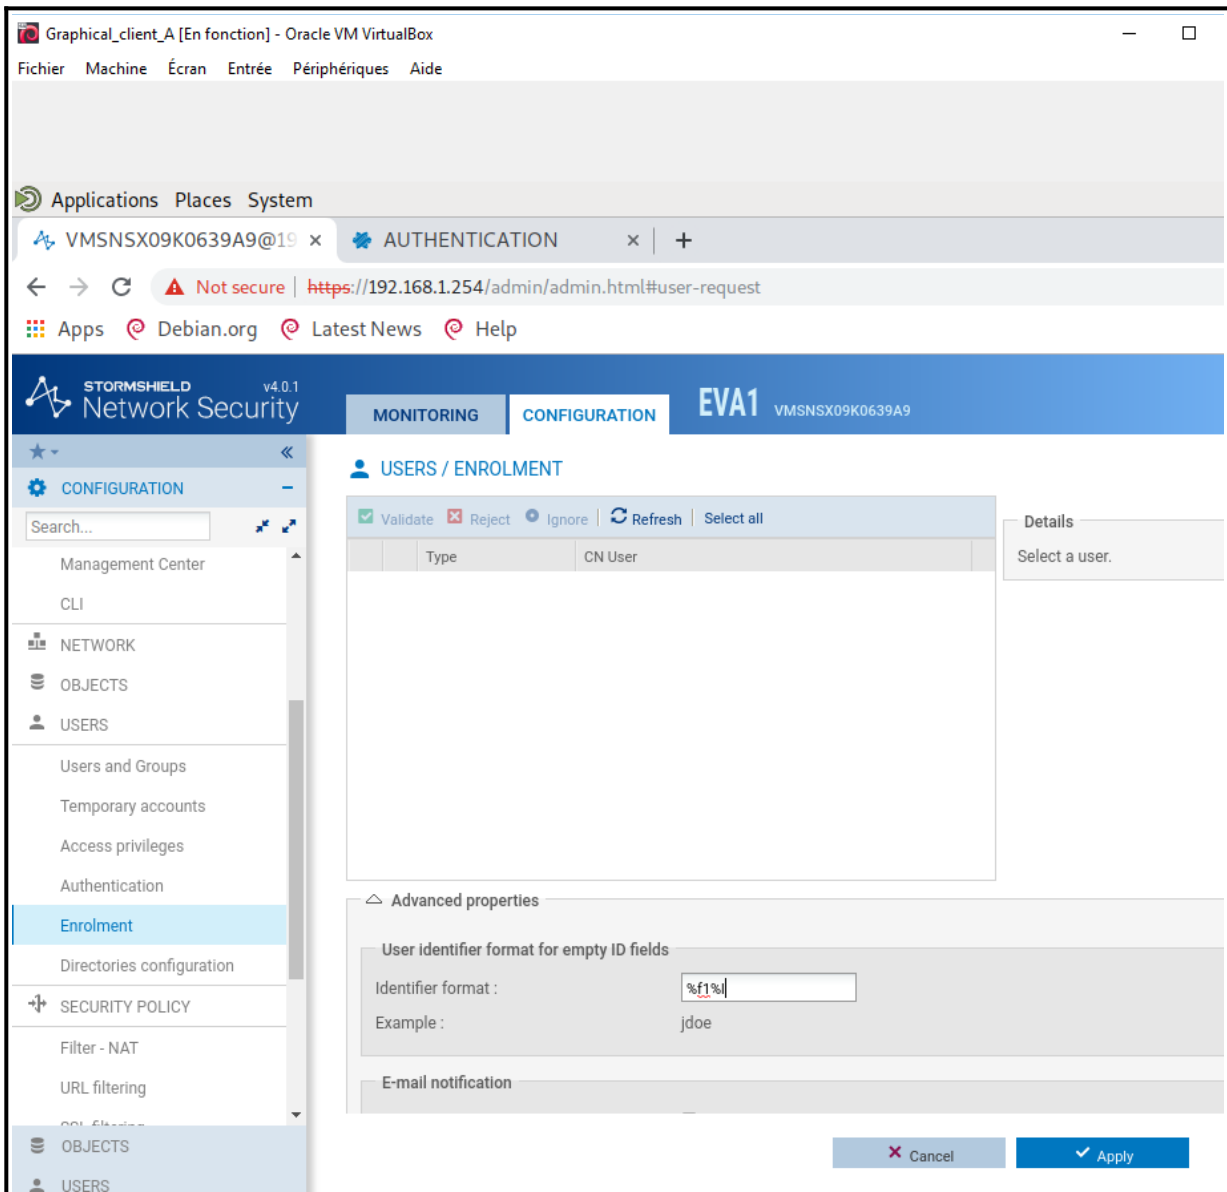 Graphical_client_A [En fonction] - Oracle VM VirtualBox
Fichier Machine Écran Entrée Périphériques Aide
Applications Places System
VMSNSX09K0639A9@19 AUTHENTICATION
Not secure https://192.168.1.254/admin/admin.html#user-request
Apps Debian.org Latest News Help
STORMSHIELD v4.0.1
Network Security
MONITORING CONFIGURATION EVA1 VMSNSX09K0639A9
CONFIGURATION
Search...
Management Center
CLI
NETWORK
OBJECTS
USERS
Users and Groups
Temporary accounts
Access privileges
Authentication
Enrolment
Directories configuration
SECURITY POLICY
Filter - NAT
URL filtering
SSL filtering
OBJECTS
USERS
USERS / ENROLMENT
Validate Reject Ignore Refresh Select all
Type CN User
Details
Select a user.
Advanced properties
User identifier format for empty ID fields
Identifier format : %f1%l
Example : jdoe
E-mail notification
Cancel Apply